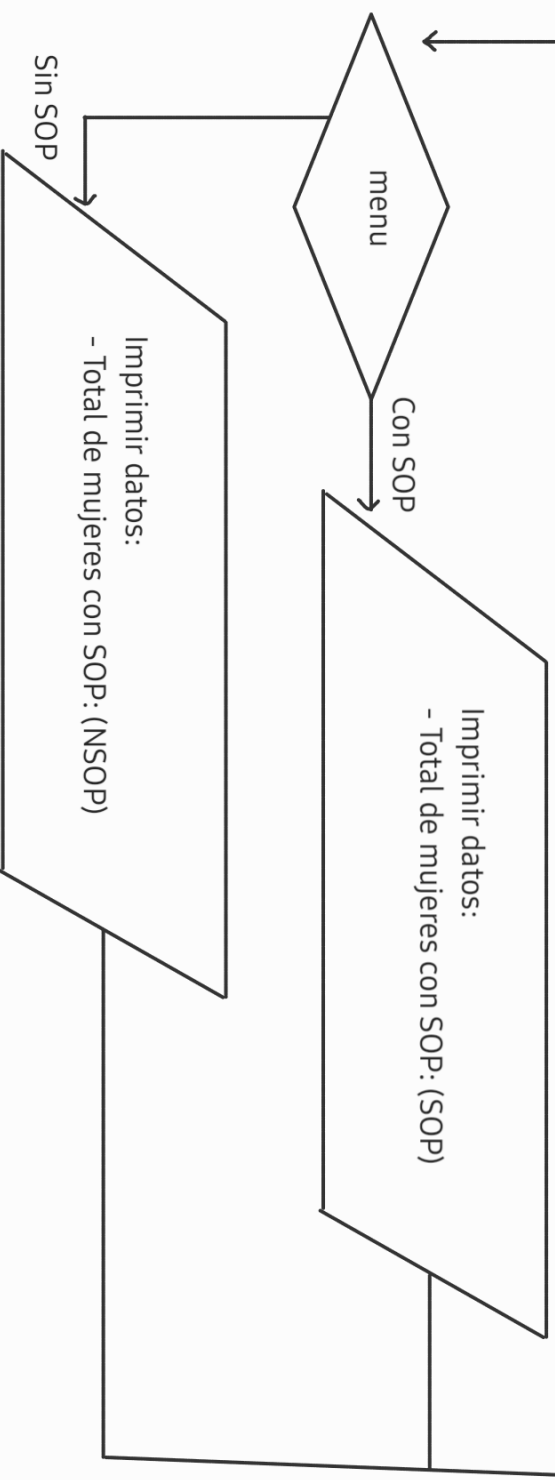 menu
Con SOP
Imprimir datos:
- Total de mujeres con SOP: (SOP)
Sin SOP
Imprimir datos:
- Total de mujeres con SOP: (NSOP)